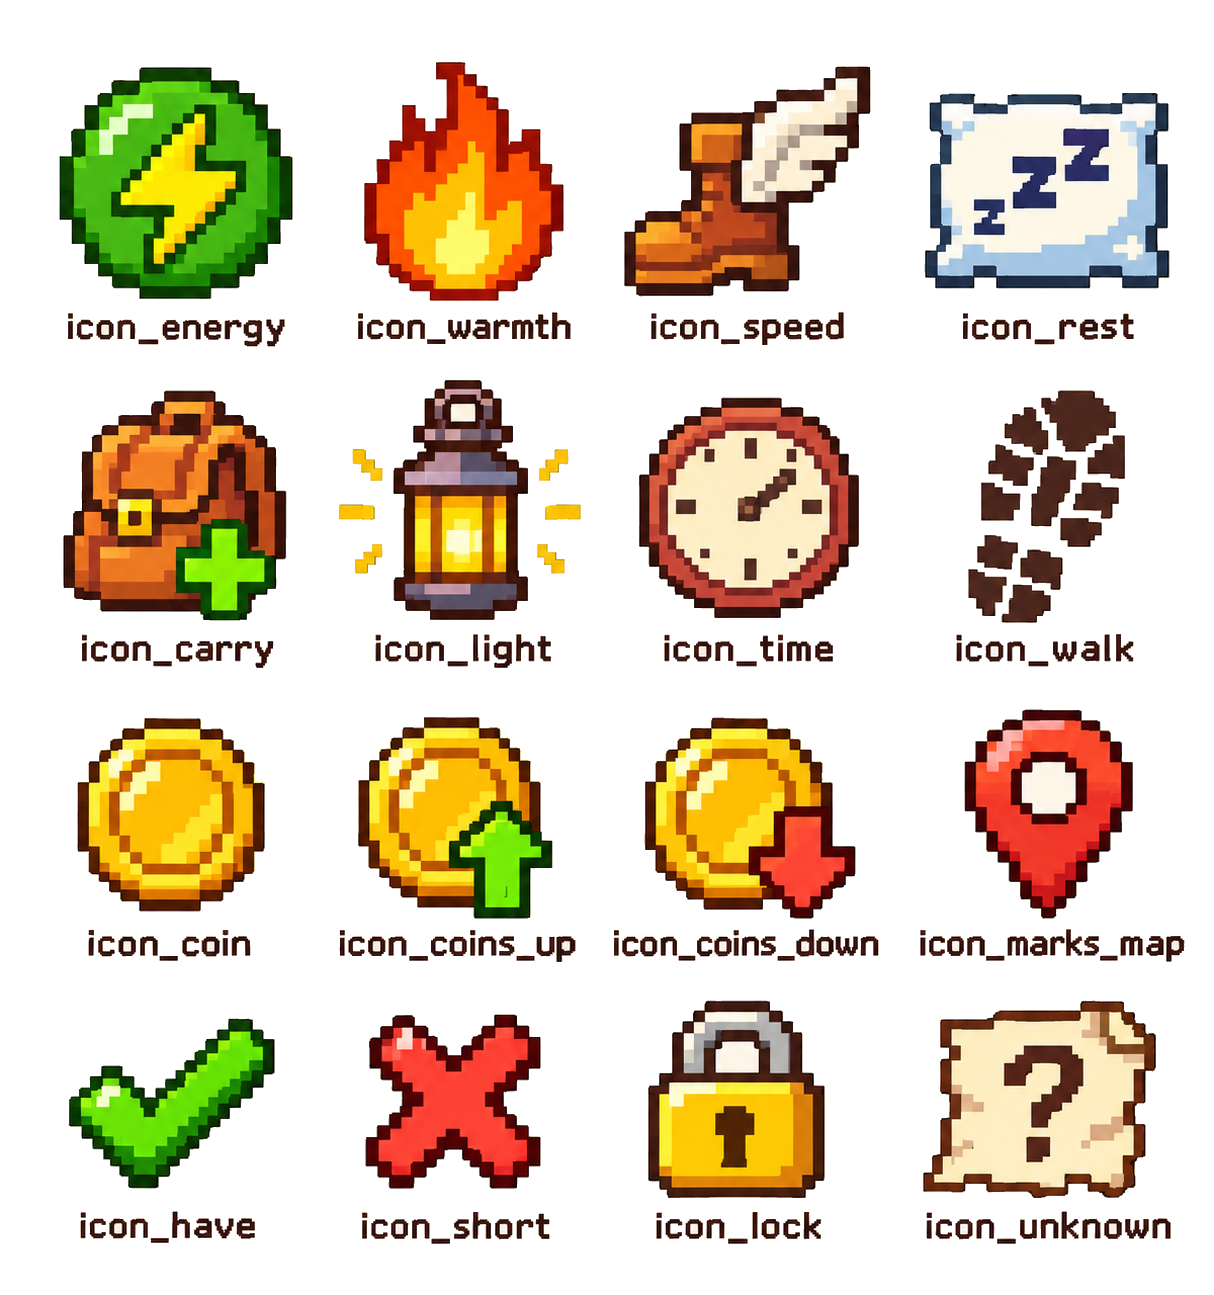 z z z
icon_energy
icon_warmth
icon_speed
icon_rest
icon_carry
icon_light
icon_time
icon_walk
icon_coin
icon_coins_up
icon_coins_down
icon_marks_map
?
icon_have
icon_short
icon_lock
icon_unknown